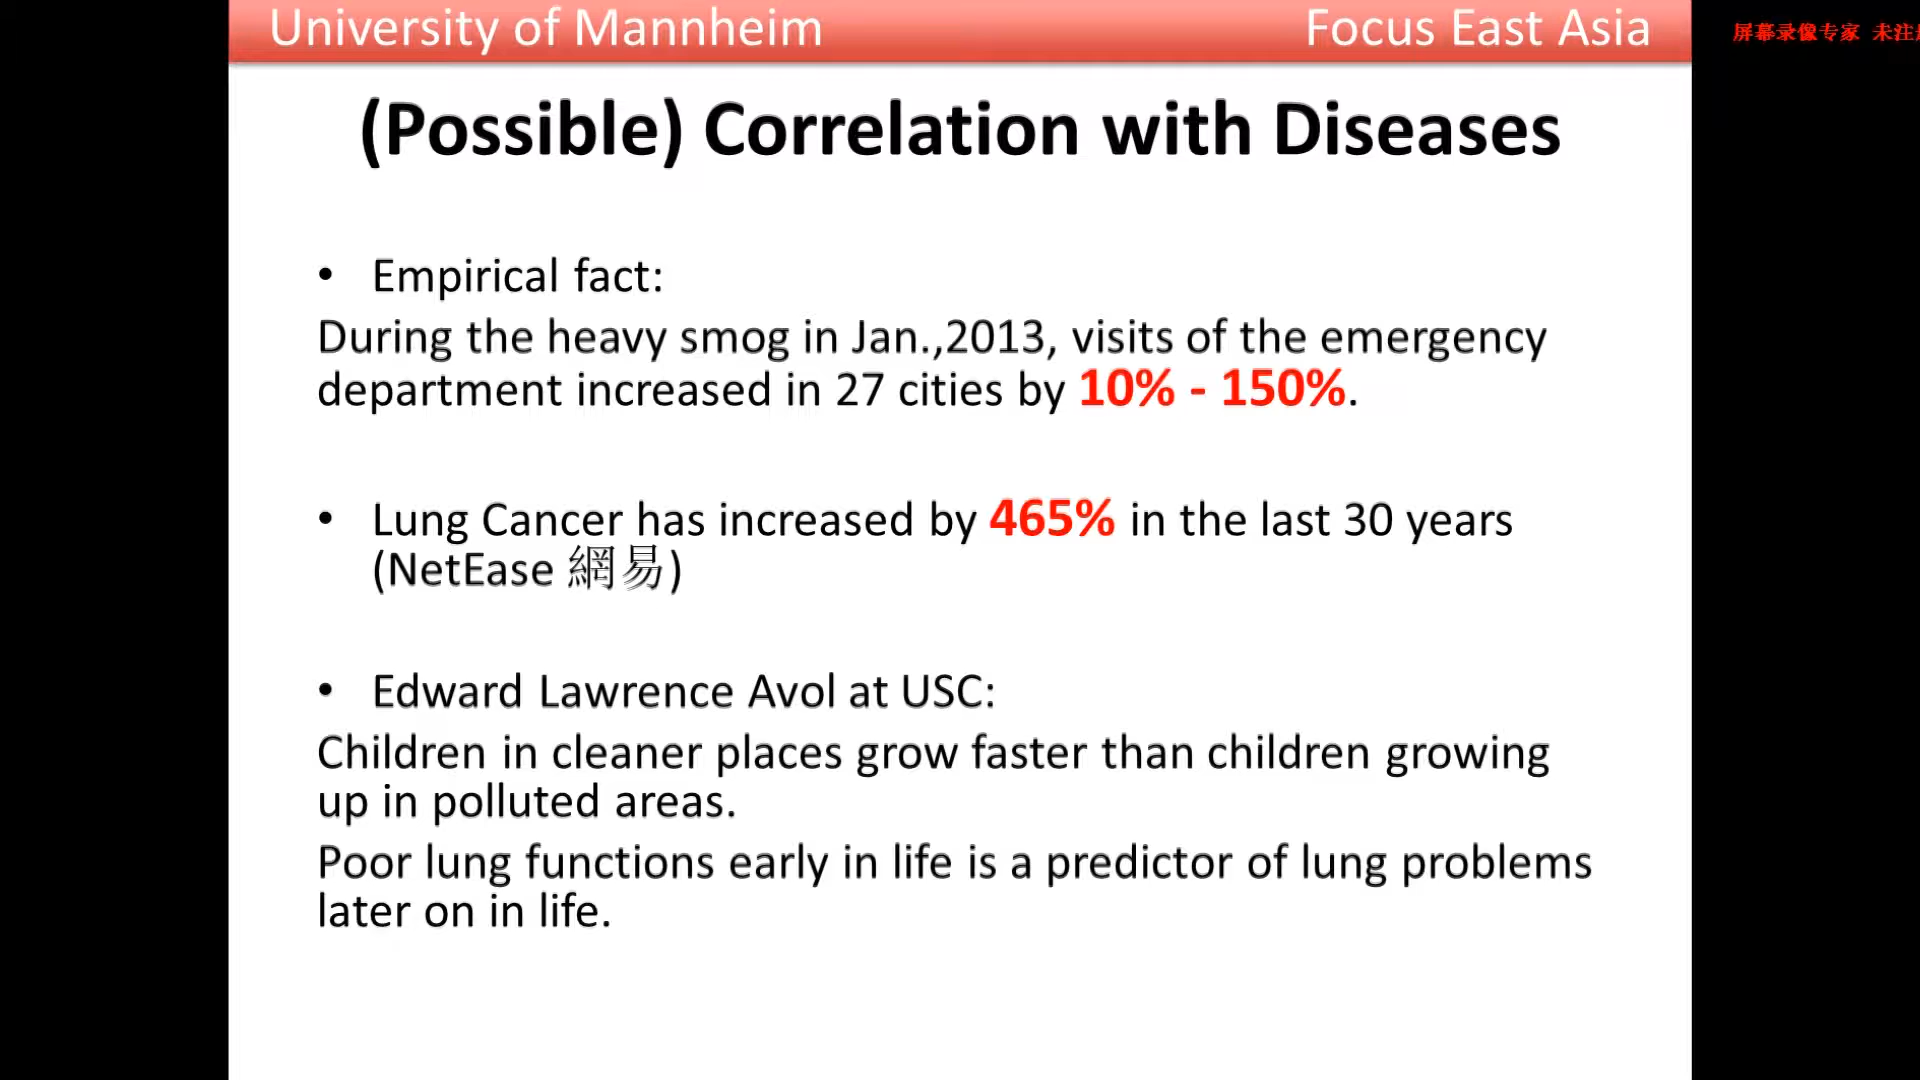 University of Mannheim
Focus East Asia
屏幕录像专家 未注
(Possible) Correlation with Diseases
• Empirical fact:
During the heavy smog in Jan.,2013, visits of the emergency
department increased in 27 cities by 10% - 150%.
• Lung Cancer has increased by 465% in the last 30 years
(NetEase 網易)
• Edward Lawrence Avol at USC:
Children in cleaner places grow faster than children growing
up in polluted areas.
Poor lung functions early in life is a predictor of lung problems
later on in life.